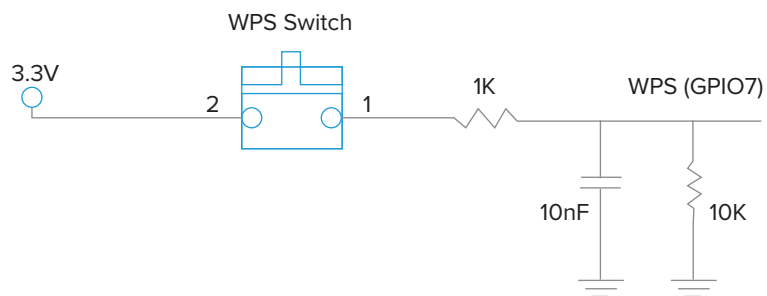 WPS Switch
3.3V
2
1
1K
WPS (GPIO7)
10nF
10K